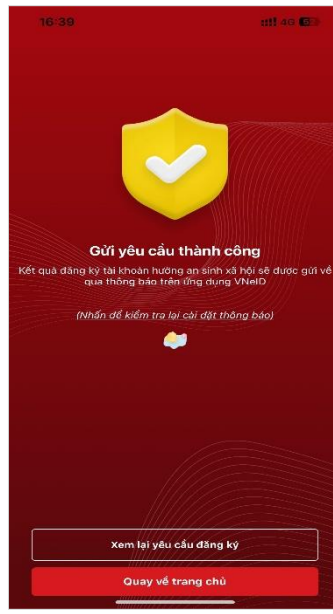 16:39
4G
Gửi yêu cầu thành công
Kết quả đăng ký tài khoản hưởng an sinh xã hội sẽ được gửi về
qua thông báo trên ứng dụng VNeID
(Nhấn để kiểm tra lại cài đặt thông báo)
Xem lại yêu cầu đăng ký
Quay về trang chủ